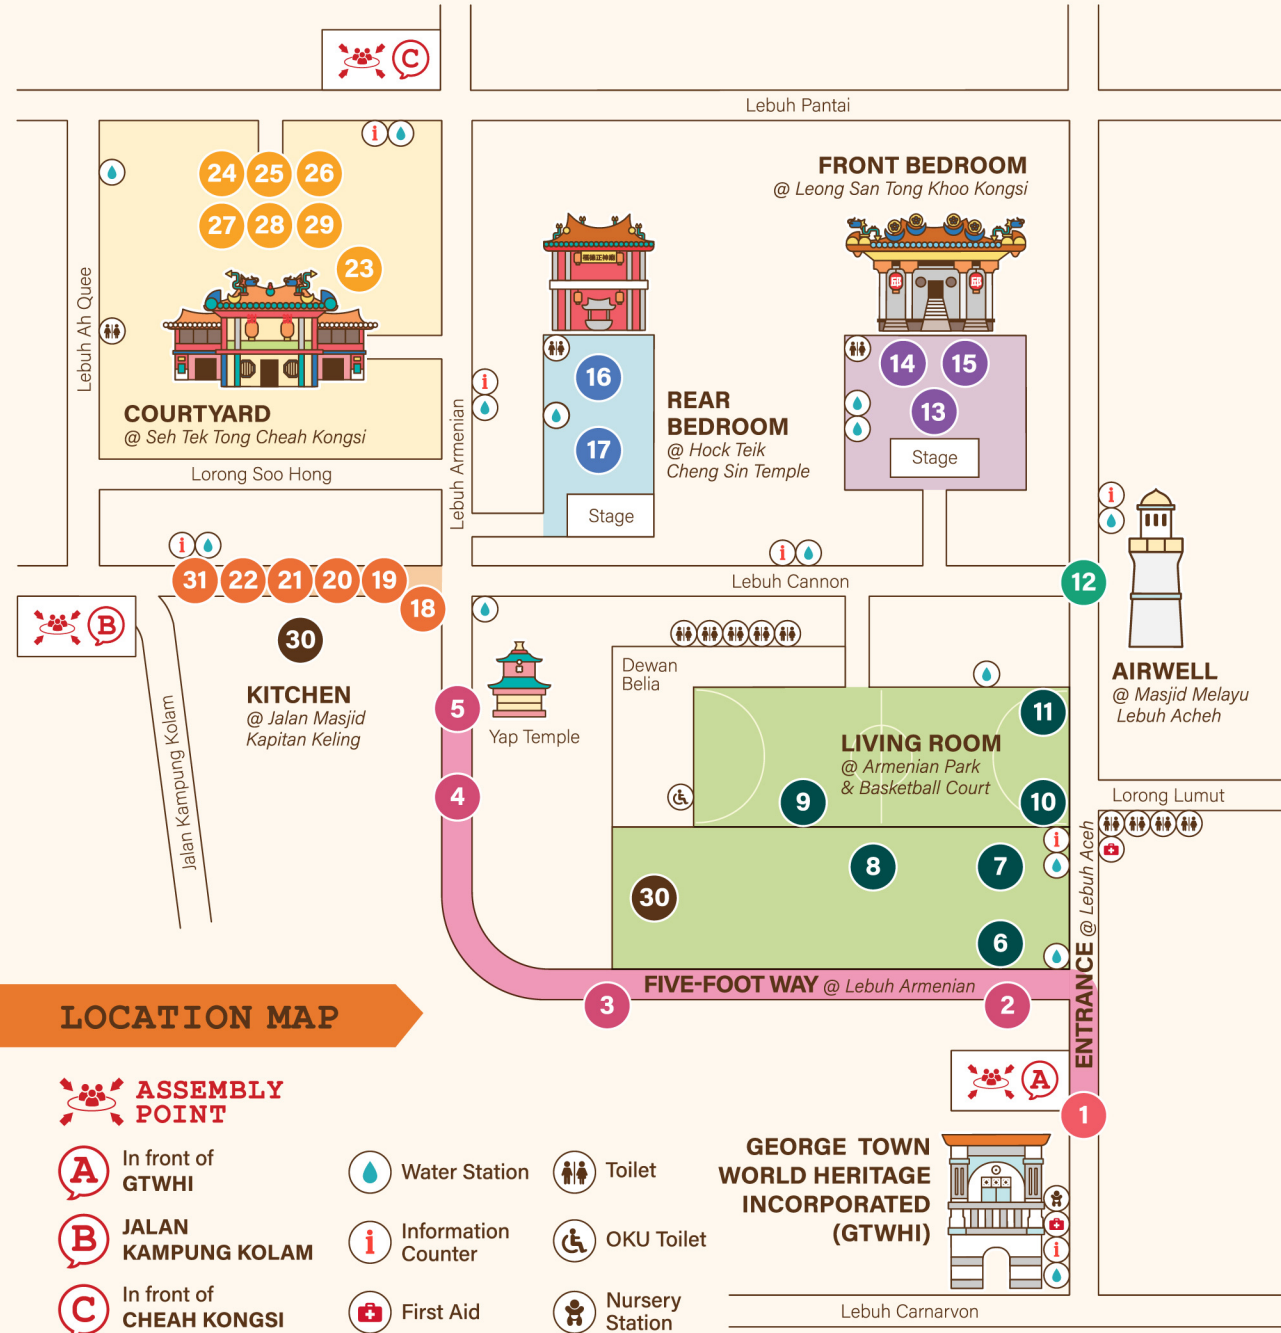 C
Lebuh Pantai
i
24 25 26
27 28 29
23
FRONT BEDROOM
@ Leong San Tong Khoo Kongsi
福德正神廟
Lebuh Ah Quee
COURTYARD
@ Seh Tek Tong Cheah Kongsi
Lorong Soo Hong
Lebuh Armenian
i
16
17
Stage
REAR
BEDROOM
@ Hock Teik
Cheng Sin Temple
14 15
13
Stage
i
i
i
31 22 21 20 19
18
Lebuh Cannon
12
B
30
KITCHEN
@ Jalan Masjid
Kapitan Keling
Jalan Kampung Kolam
5
4
Yap Temple
Dewan
Belia
AIRWELL
@ Masjid Melayu
Lebuh Acheh
11
LIVING ROOM
@ Armenian Park
& Basketball Court
9
10
Lorong Lumut
i
8
7
30
6
ENTRANCE @ Lebuh Aceh
FIVE-FOOT WAY @ Lebuh Armenian
3
2
LOCATION MAP
A
1
ASSEMBLY
POINT
A
In front of
GTWHI
B
JALAN
KAMPUNG KOLAM
C
In front of
CHEAH KONGSI
Water Station
i
Information
Counter
First Aid
Toilet
OKU Toilet
Nursery
Station
GEORGE TOWN
WORLD HERITAGE
INCORPORATED
(GTWHI)
i
Lebuh Carnarvon